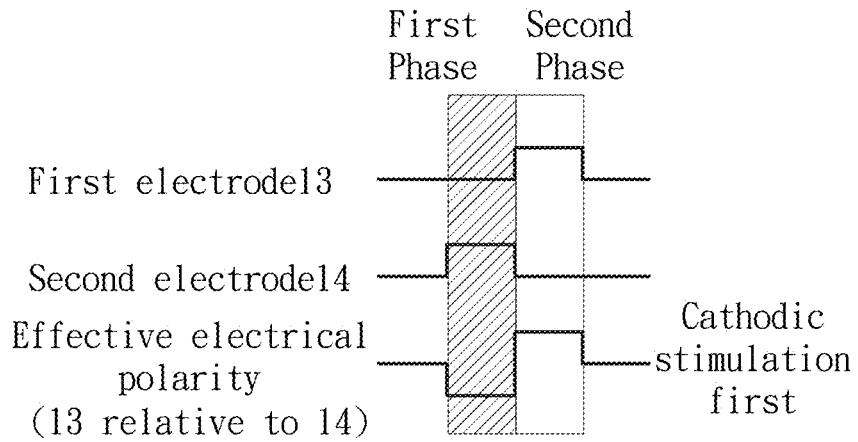 First Phase
Second Phase
First electrode13
Second electrode14
Effective electrical
polarity
(13 relative to 14)
Cathodic
stimulation
first